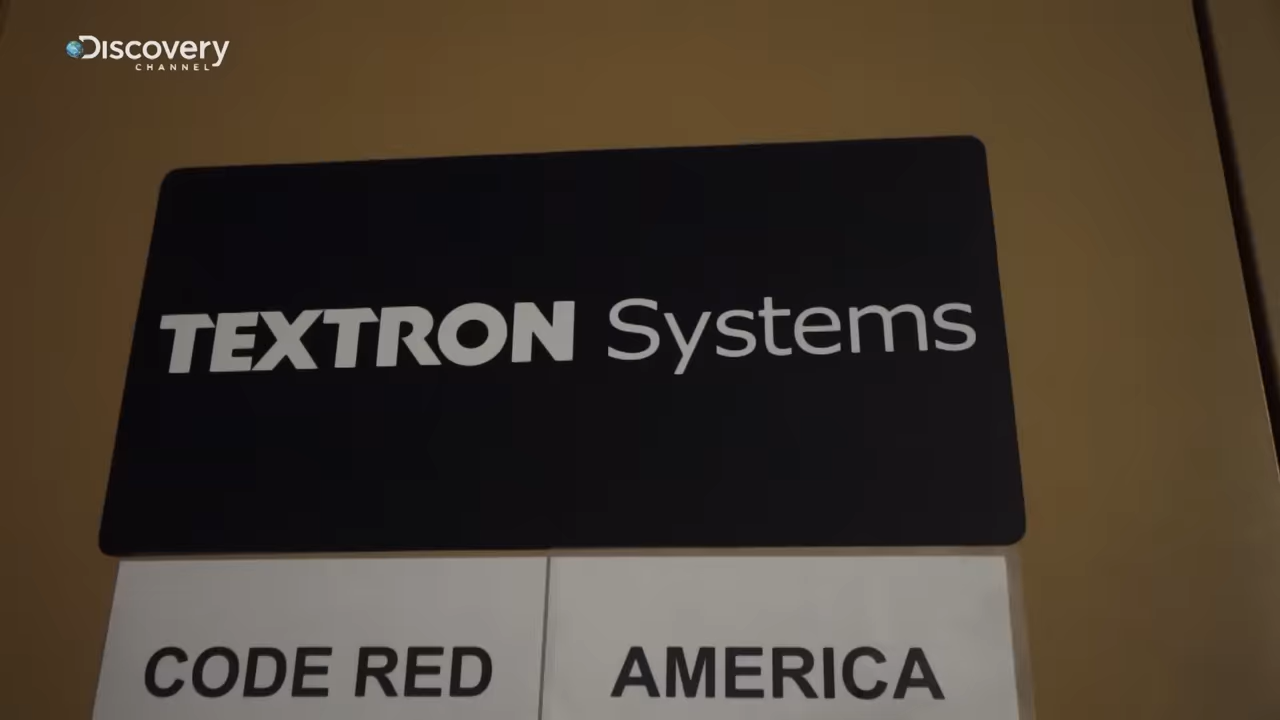 Discovery
CHANNEL
TEXTRON Systems
CODE RED
AMERICA